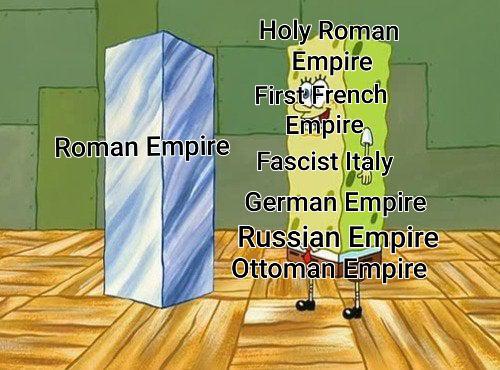 Roman Empire
Holy Roman
Empire
First French
Empire
Fascist Italy
German Empire
Russian Empire
Ottoman Empire